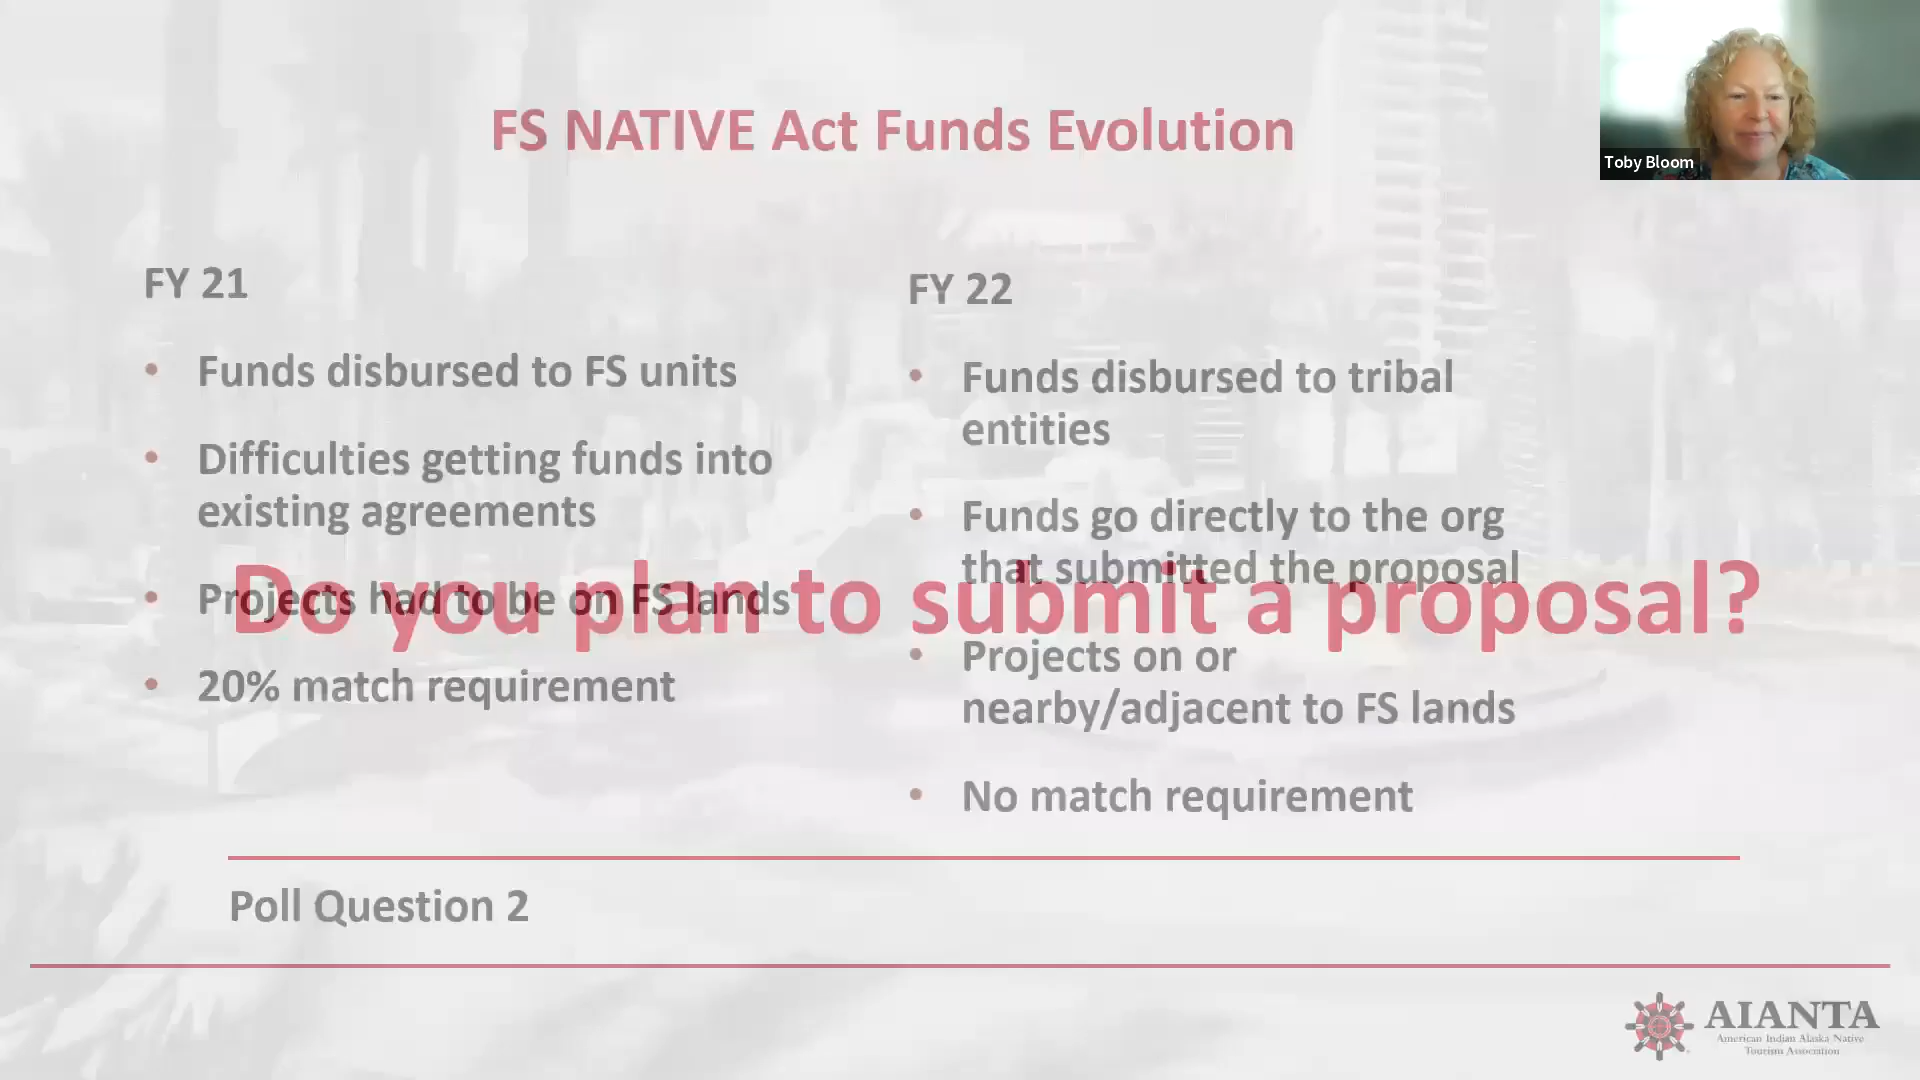 FS NATIVE Act Funds Evolution
Toby Bloom
FY 21
• Funds disbursed to FS units
• Difficulties getting funds into
existing agreements
• Projects had to be on FS lands
• 20% match requirement
FY 22
• Funds disbursed to tribal
entities
• Funds go directly to the org
that submitted the proposal
• Projects on or
nearby/adjacent to FS lands
• No match requirement
Do you plan to submit a proposal?
Poll Question 2
AIANTA
American Indian Alaska Native
Tourism Association